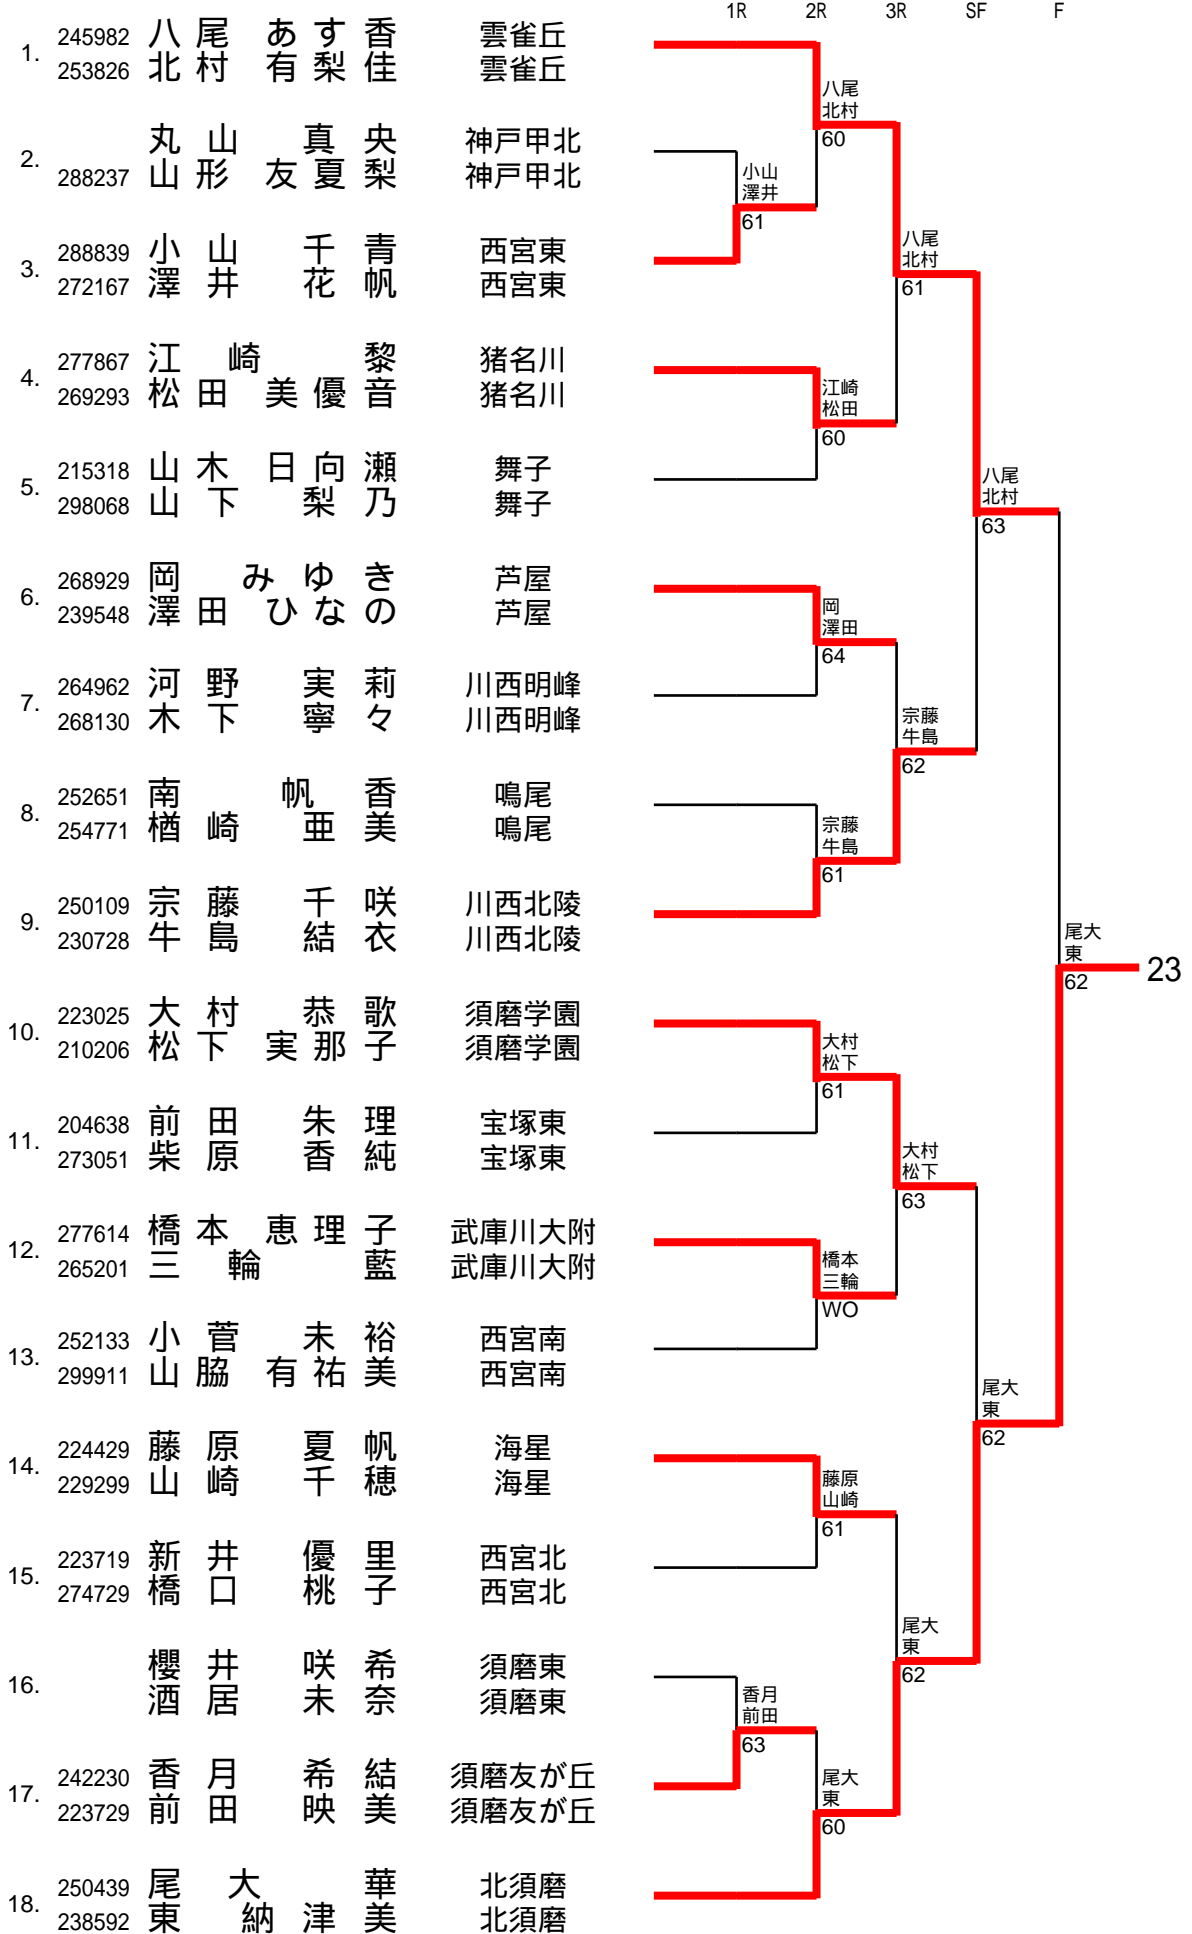 1R 2R 3R SF F
1. 245982 八尾 あす香 雲雀丘
253826 北村 有梨佳 雲雀丘
八尾
北村
60
2. 丸山 真央 神戸甲北
288237 山形 友夏梨 神戸甲北
小山
澤井
61
3. 288839 小山 千青 西宮東
272167 澤井 花帆 西宮東
八尾
北村
61
4. 277867 江崎 黎 猪名川
269293 松田 美優音 猪名川
江崎
松田
60
5. 215318 山木 日向瀬 舞子
298068 山下 梨乃 舞子
八尾
北村
63
6. 268929 岡 みゆき 芦屋
239548 澤田 ひなの 芦屋
岡
澤田
64
7. 264962 河野 実莉 川西明峰
268130 木下 寧々 川西明峰
宗藤
牛島
62
8. 252651 南 帆香 鳴尾
254771 楢崎 亜美 鳴尾
宗藤
牛島
61
9. 250109 宗藤 千咲 川西北陵
230728 牛島 結衣 川西北陵
尾大
東
62
23
10. 223025 大村 恭歌 須磨学園
210206 松下 実那子 須磨学園
大村
松下
61
11. 204638 前田 朱理 宝塚東
273051 柴原 香純 宝塚東
大村
松下
63
12. 277614 橋本 恵理子 武庫川大附
265201 三輪 藍 武庫川大附
橋本
三輪
WO
13. 252133 小菅 未裕 西宮南
299911 山脇 有祐美 西宮南
尾大
東
62
14. 224429 藤原 夏帆 海星
229299 山崎 千穂 海星
藤原
山崎
61
15. 223719 新井 優里 西宮北
274729 橋口 桃子 西宮北
尾大
東
62
16. 櫻井 咲希 須磨東
酒居 未奈 須磨東
香月
前田
63
17. 242230 香月 希結 須磨友が丘
223729 前田 映美 須磨友が丘
尾大
東
60
18. 250439 尾大 華 北須磨
238592 東 納津美 北須磨